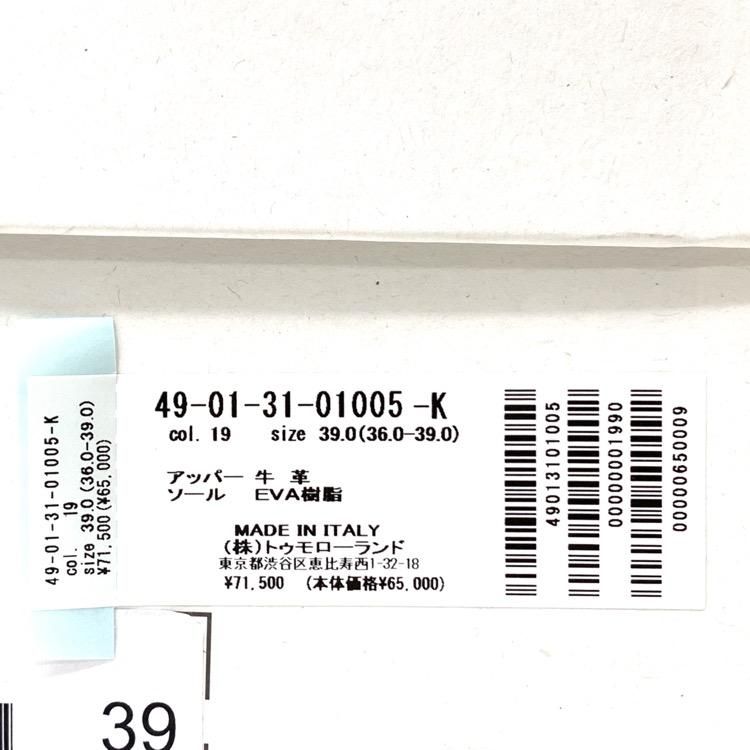 49-01-31-01005-K
col. 19 size 39.0(36.0-39.0)
アッパー 牛 革
ソール EVA樹脂
MADE IN ITALY
(株)トゥモローランド
東京都渋谷区恵比寿西1-32-18
¥71,500 (本体価格¥65,000)
49013101005
00000001990
00000650009
49-01-31-01005-K
col. 19
size 39.0 (36.0-39.0)
¥71,500(¥65,000)
39